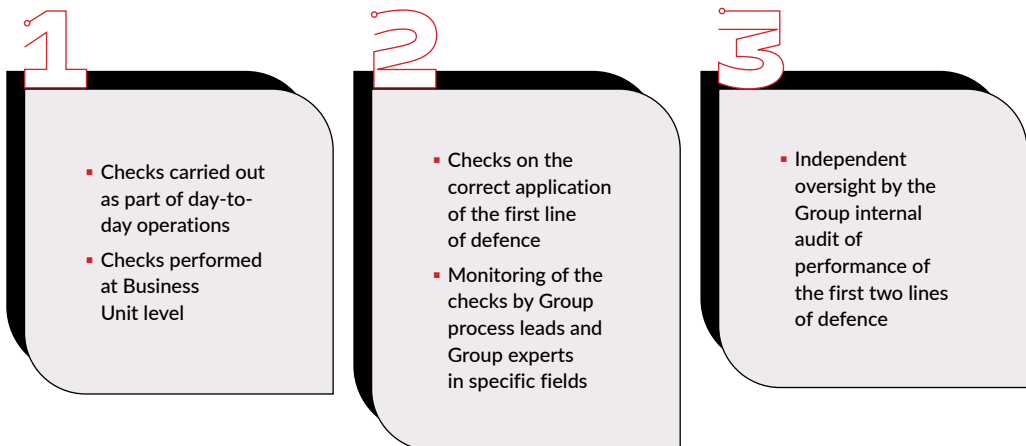 1
▪ Checks carried out
as part of day-to-
day operations
▪ Checks performed
at Business
Unit level
2
▪ Checks on the
correct application
of the first line
of defence
▪ Monitoring of the
checks by Group
process leads and
Group experts
in specific fields
3
▪ Independent
oversight by the
Group internal
audit of
performance of
the first two lines
of defence